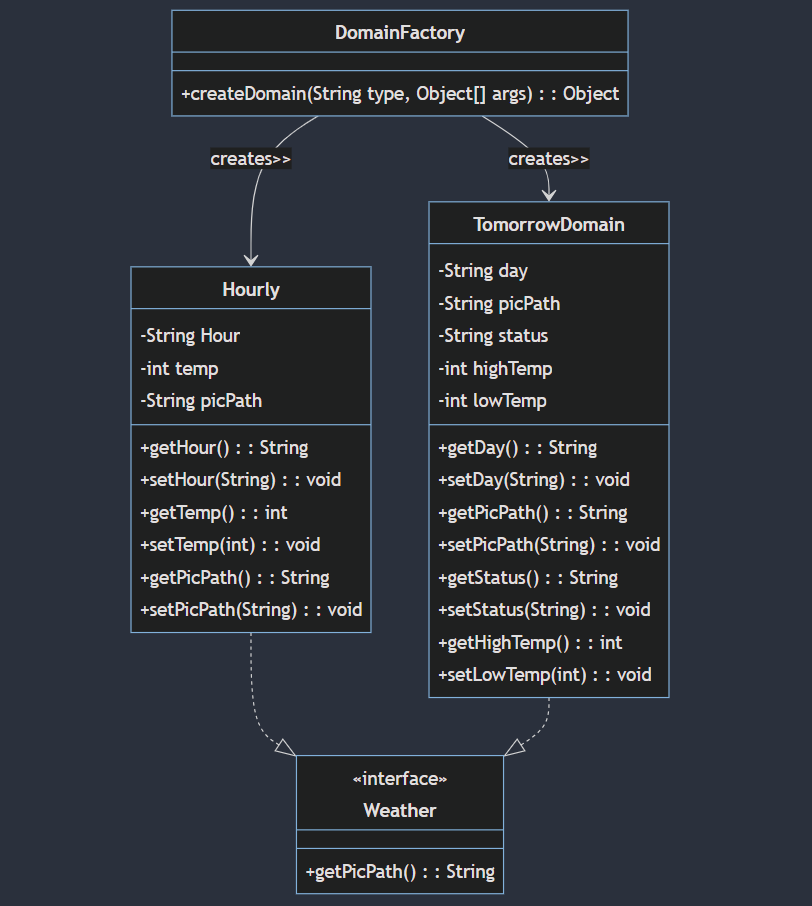 DomainFactory
+createDomain(String type, Object[] args) : : Object
creates>>
creates>>
Hourly
-String Hour
-int temp
-String picPath
+getHour() : : String
+setHour(String) : : void
+getTemp() : : int
+setTemp(int) : : void
+getPicPath() : : String
+setPicPath(String) : : void
TomorrowDomain
-String day
-String picPath
-String status
-int highTemp
-int lowTemp
+getDay() : : String
+setDay(String) : : void
+getPicPath() : : String
+setPicPath(String) : : void
+getStatus() : : String
+setStatus(String) : : void
+getHighTemp() : : int
+setLowTemp(int) : : void
«interface»
Weather
+getPicPath() : : String